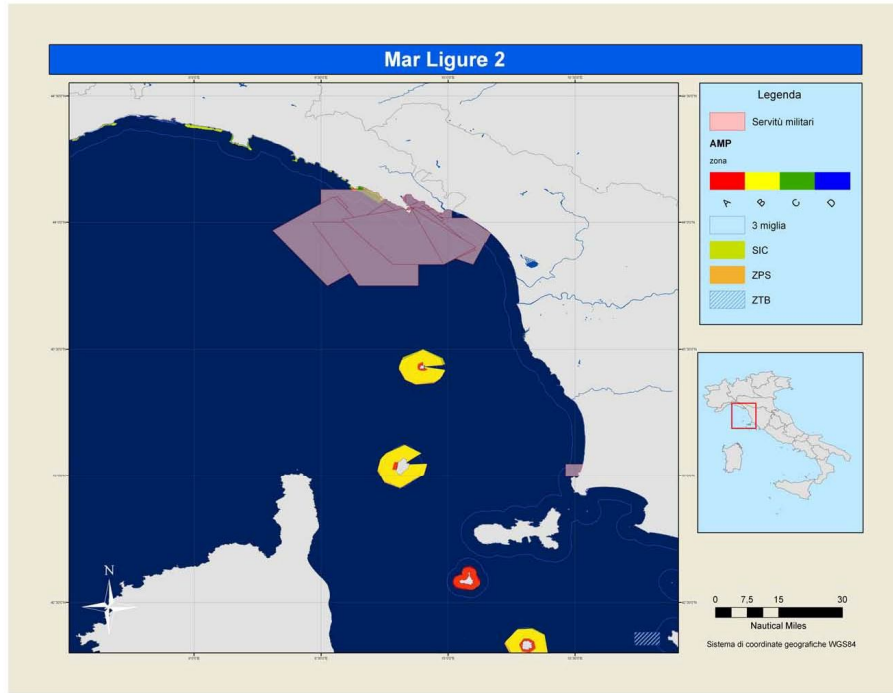 Mar Ligure 2
Legenda
Servitù militari
AMP
zona
A B C D
3 miglia
SIC
ZPS
ZTB
N
0 7,5 15 30
Nautical Miles
Sistema di coordinate geografiche WGS84